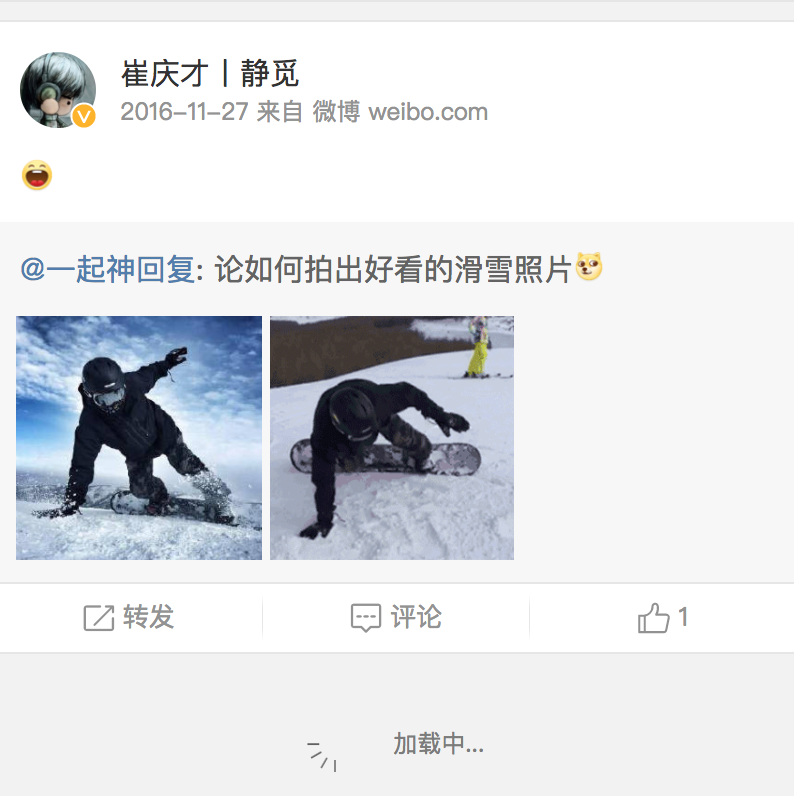 崔庆才丨静觅
2016-11-27 来自 微博 weibo.com
@一起神回复: 论如何拍出好看的滑雪照片
转发
评论
1
加载中...